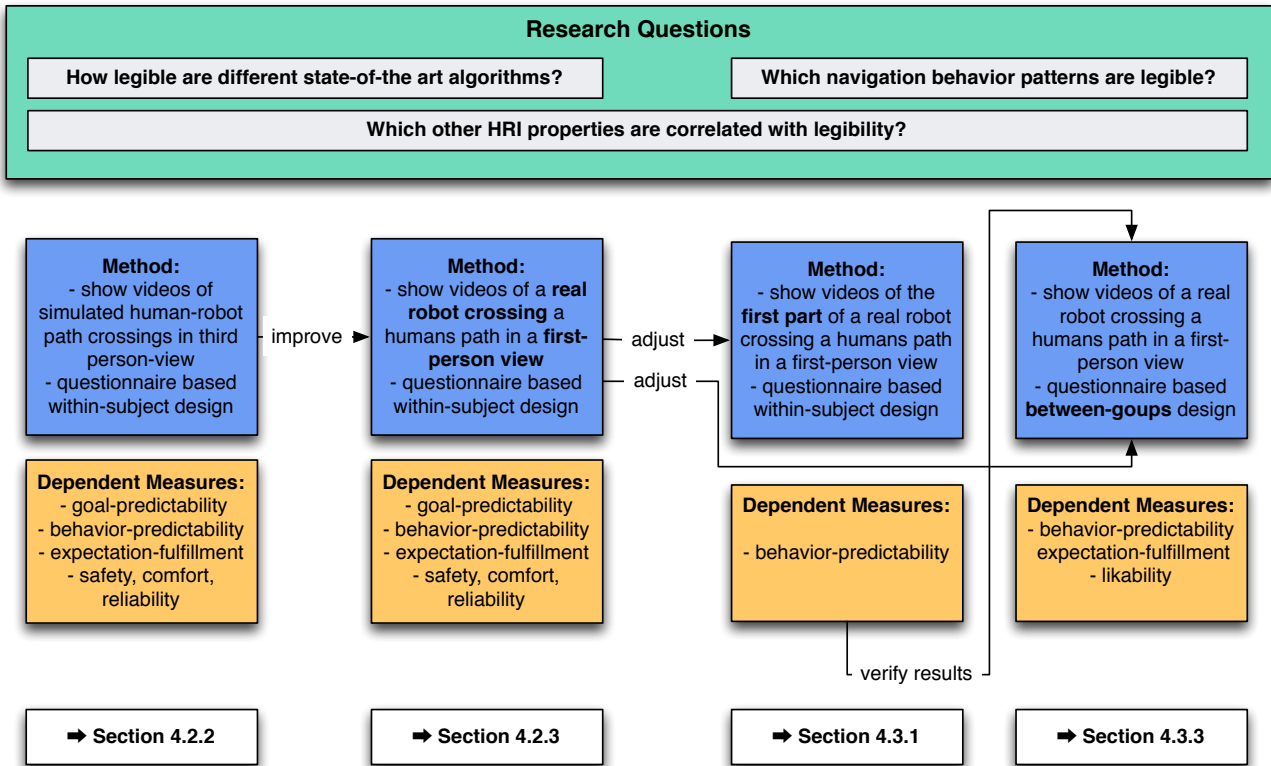 Research Questions
How legible are different state-of-the art algorithms?
Which navigation behavior patterns are legible?
Which other HRI properties are correlated with legibility?
Method:
- show videos of
simulated human-robot
path crossings in third
person-view
- questionnaire based
within-subject design
improve
Method:
- show videos of a real
robot crossing a
humans path in a first-
person view
- questionnaire based
within-subject design
adjust
adjust
Method:
- show videos of the
first part of a real robot
crossing a humans path
in a first-person view
- questionnaire based
within-subject design
Method:
- show videos of a real
robot crossing a
humans path in a first-
person view
- questionnaire based
between-goups design
Dependent Measures:
- goal-predictability
- behavior-predictability
- expectation-fulfillment
- safety, comfort,
reliability
Dependent Measures:
- goal-predictability
- behavior-predictability
- expectation-fulfillment
- safety, comfort,
reliability
Dependent Measures:
- behavior-predictability
Dependent Measures:
- behavior-predictability
expectation-fulfillment
- likability
verify results
➡ Section 4.2.2
➡ Section 4.2.3
➡ Section 4.3.1
➡ Section 4.3.3